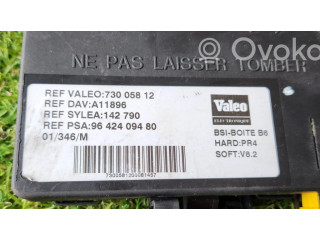 Ovoko
NE PAS LAISSER TOMBER
REF VALEO:730 058 12
REF DAV:A11896
REF SYLEA:142 790
REF PSA:96 424 094 80
01/346/M
Valeo
BSI-BOITE B6
HARD:PR4
SOFT:V8.2